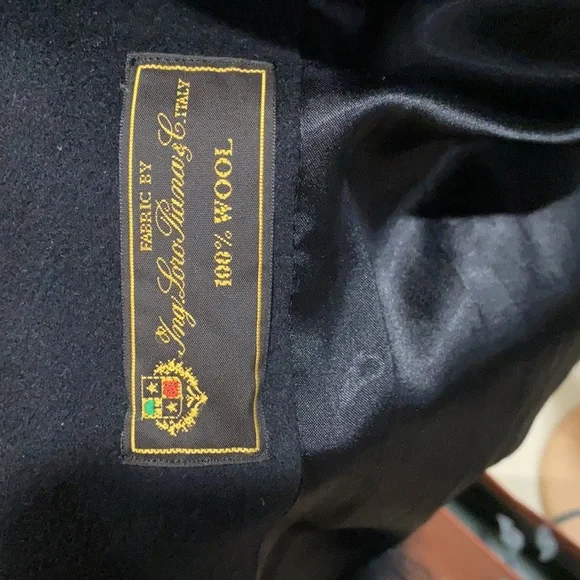 FABRIC BY
Ing. Loro Piana & C. ITALY
100% WOOL